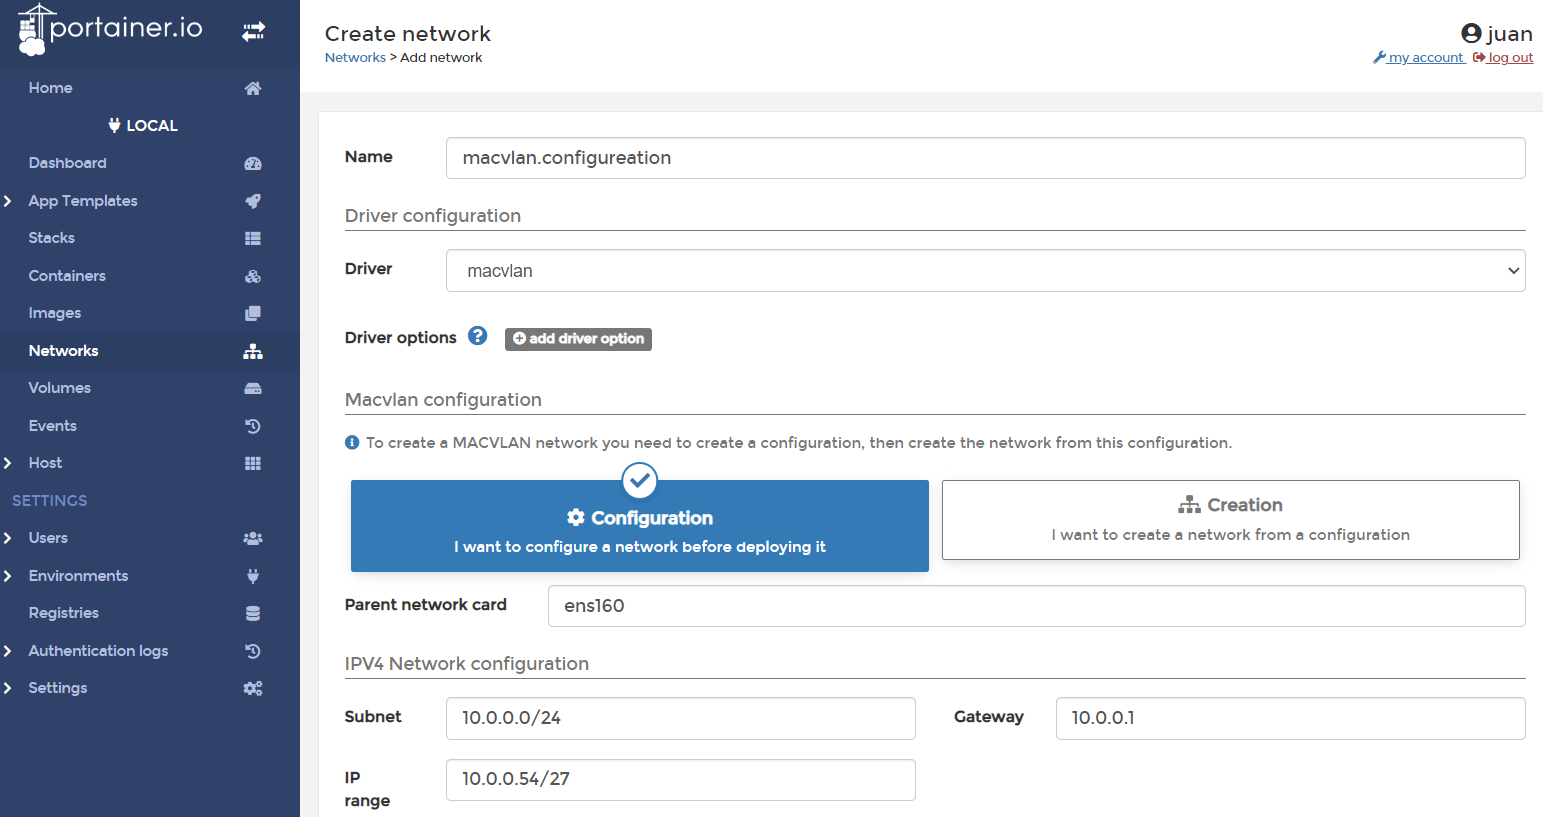 portainer.io
Home
LOCAL
Dashboard
App Templates
Stacks
Containers
Images
Networks
Volumes
Events
Host
SETTINGS
Users
Environments
Registries
Authentication logs
Settings
Create network
Networks > Add network
juan
my account log out
Name macvlan.configureation
Driver configuration
Driver macvlan
Driver options ? add driver option
Macvlan configuration
To create a MACVLAN network you need to create a configuration, then create the network from this configuration.
Configuration
I want to configure a network before deploying it
Creation
I want to create a network from a configuration
Parent network card ens160
IPV4 Network configuration
Subnet 10.0.0.0/24 Gateway 10.0.0.1
IP range 10.0.0.54/27